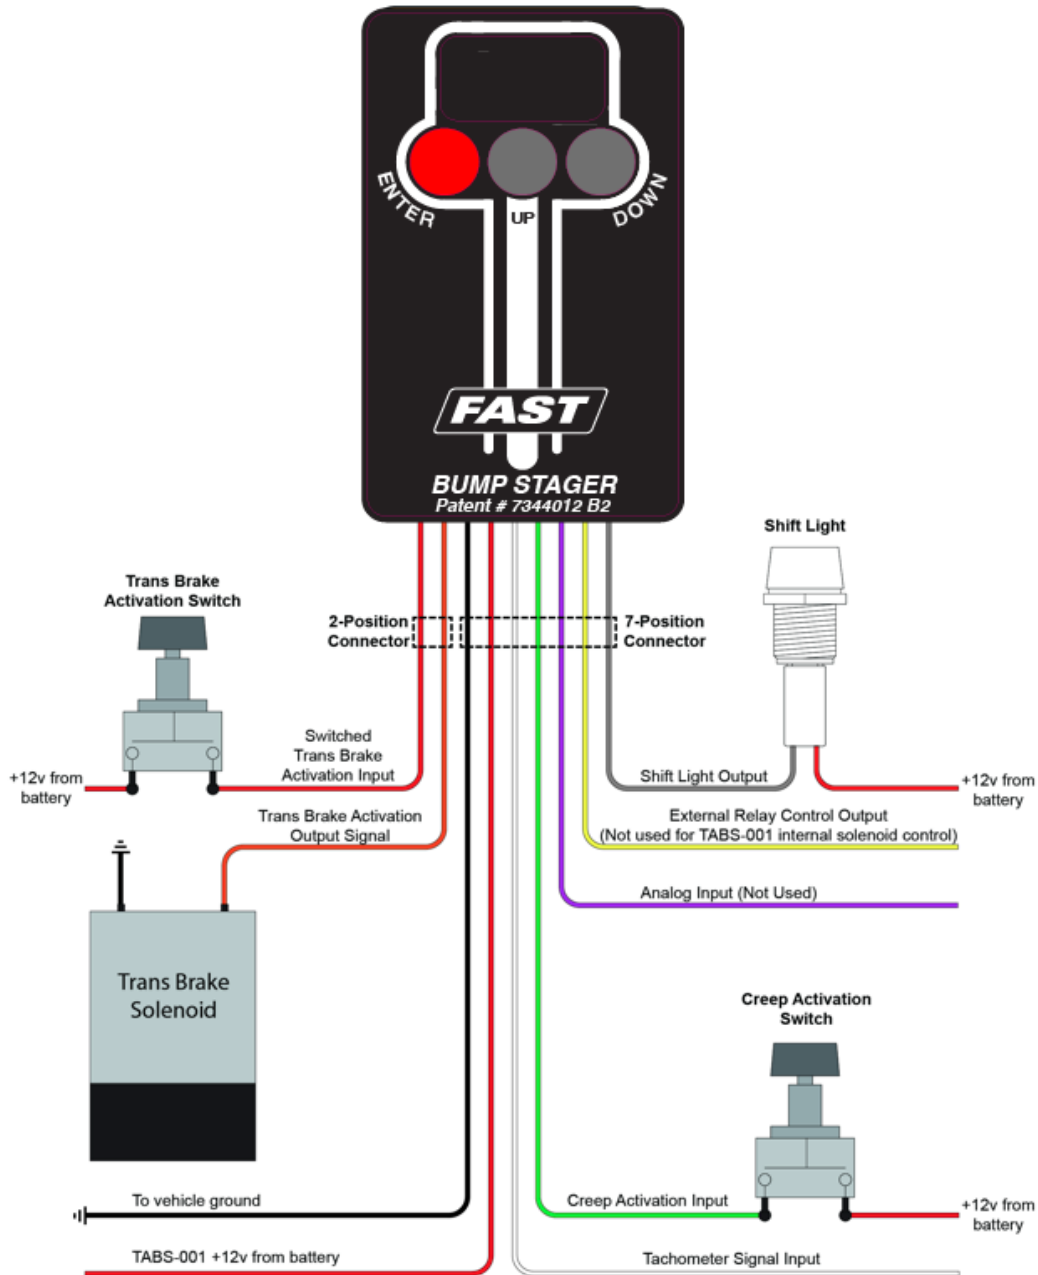 ENTER
UP
DOWN
FAST
BUMP STAGER
Patent # 7344012 B2
Shift Light
Trans Brake
Activation Switch
2-Position
Connector
7-Position
Connector
Switched
Trans Brake
Activation Input
+12v from
battery
Shift Light Output
+12v from
battery
Trans Brake Activation
Output Signal
External Relay Control Output
(Not used for TABS-001 internal solenoid control)
Analog Input (Not Used)
Trans Brake
Solenoid
Creep Activation
Switch
To vehicle ground
Creep Activation Input
+12v from
battery
TABS-001 +12v from battery
Tachometer Signal Input